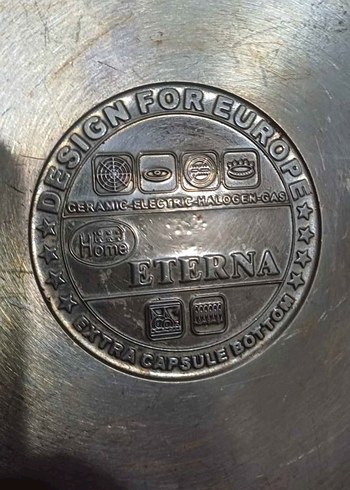 DESIGN FOR EUROPE
CERAMIC-ELECTRIC-HALOGEN-GAS
Home
ETERNA
EXTRA CAPSULE BOTTOM